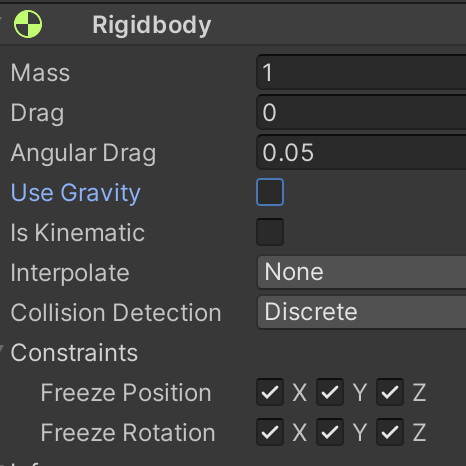 Rigidbody
Mass 1
Drag 0
Angular Drag 0.05
Use Gravity
Is Kinematic
Interpolate None
Collision Detection Discrete
Constraints
Freeze Position X Y Z
Freeze Rotation X Y Z